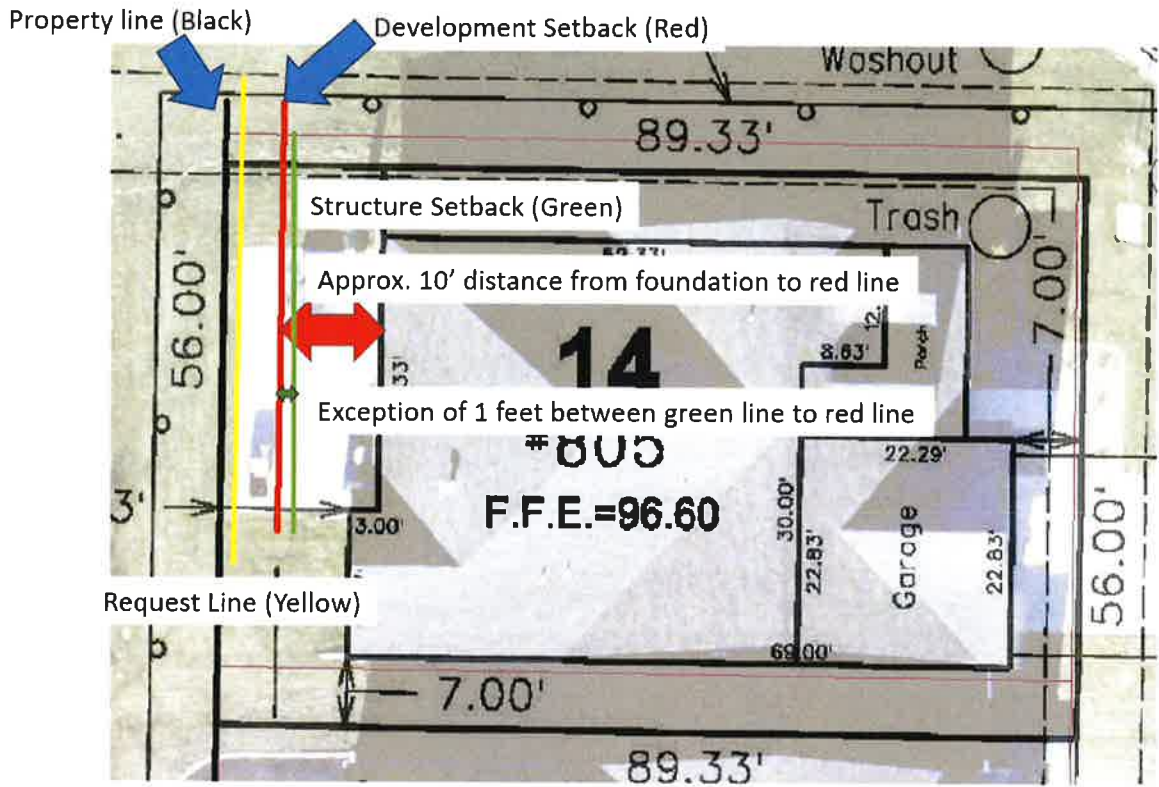 Property line (Black)
Development Setback (Red)
Washout
89.33'
Structure Setback (Green)
Trash
7.00'
56.00'
Approx. 10' distance from foundation to red line
14
8.63'
Porch
Exception of 1 feet between green line to red line
#805
22.29'
3'
3.00'
F.F.E.=96.60
30.00'
22.83'
Garage
22.83'
56.00'
Request Line (Yellow)
69.00'
7.00'
89.33'